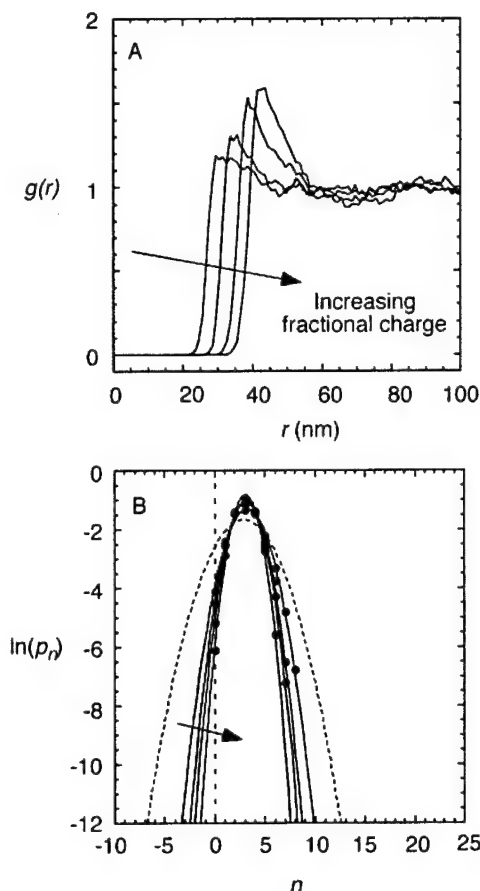 A
2
1
0
g(r)
Increasing
fractional charge
0 20 40 60 80 100
r (nm)
B
0
-2
-4
-6
-8
-10
-12
ln(pn)
-10 -5 0 5 10 15 20 25
n